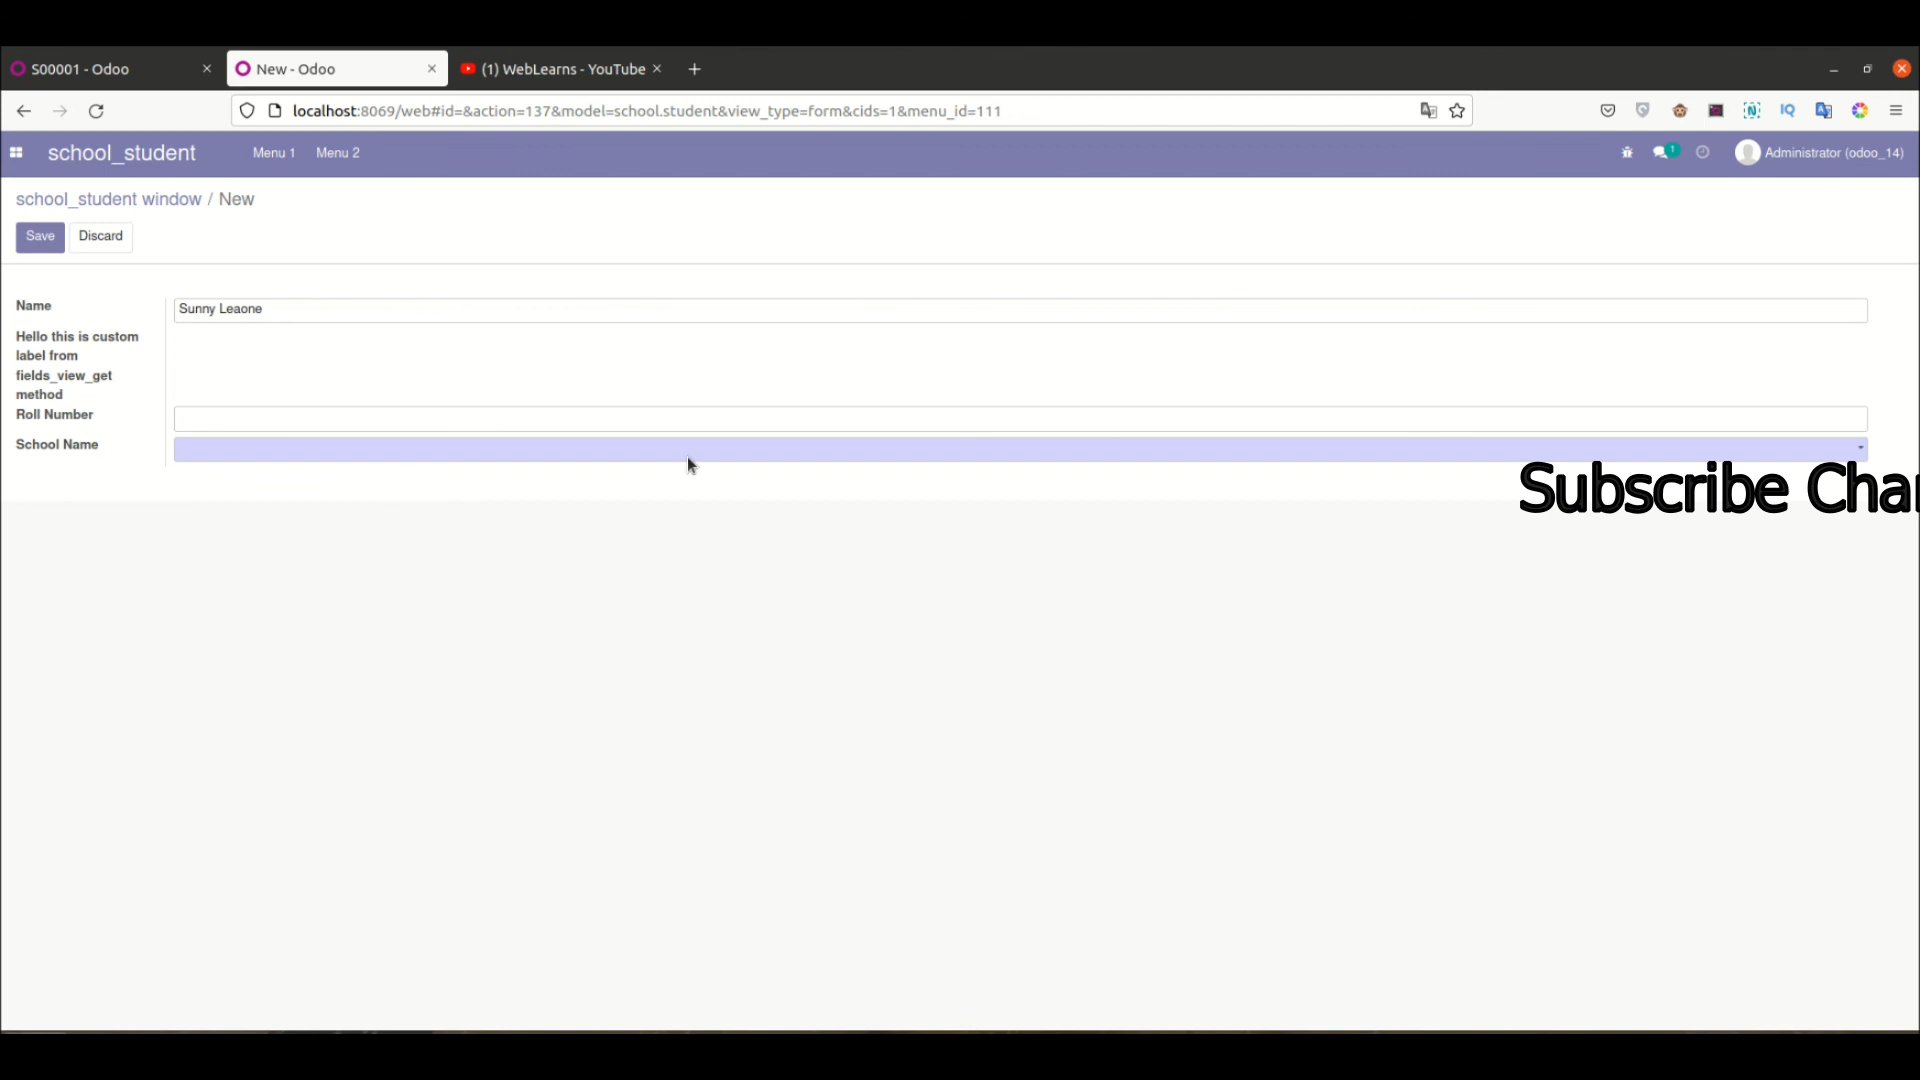 S00001 - Odoo
New - Odoo
(1) WebLearns - YouTube
localhost:8069/web#id=&action=137&model=school.student&view_type=form&cids=1&menu_id=111
IQ
school_student
Menu 1
Menu 2
1
Administrator (odoo_14)
school_student window / New
Save
Discard
Name
Sunny Leaone
Hello this is custom
label from
fields_view_get
method
Roll Number
School Name
Subscribe Cha